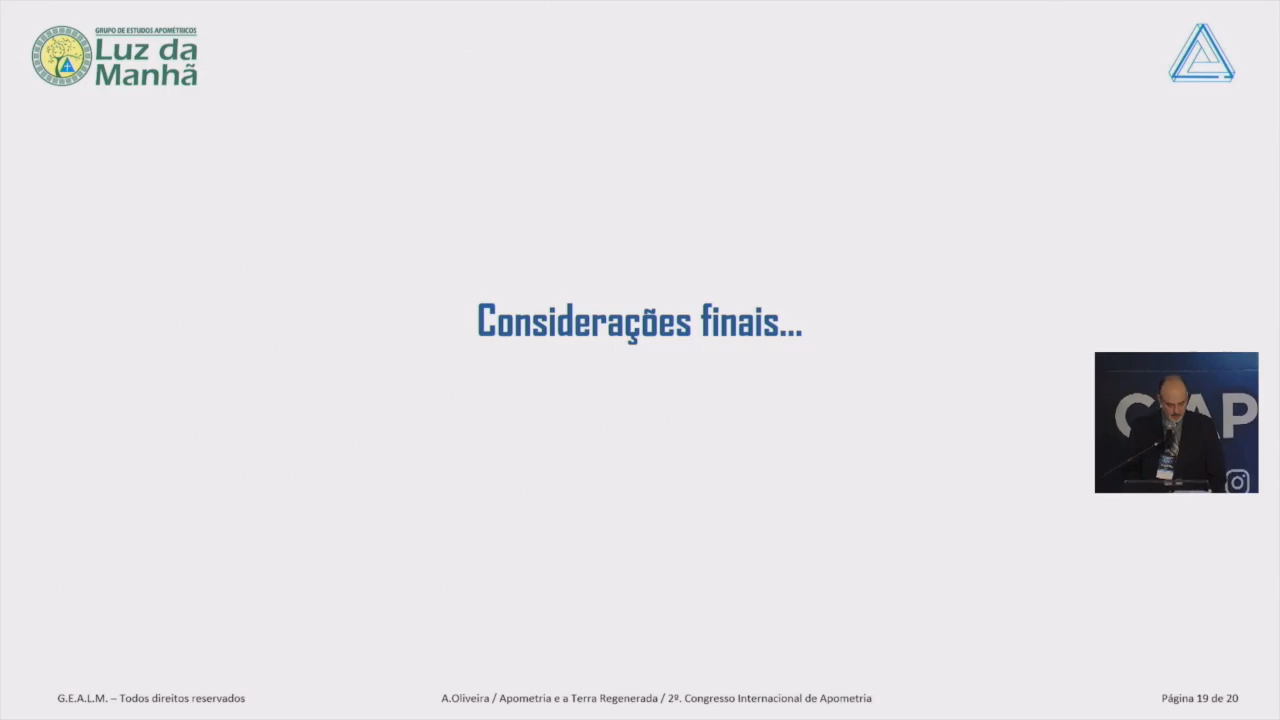 GRUPO DE ESTUDOS APOMÉTRICOS
Luz da
Manhã
Considerações finais...
G.E.A.L.M. – Todos direitos reservados
A.Oliveira / Apometria e a Terra Regenerada / 2º. Congresso Internacional de Apometria
Página 19 de 20